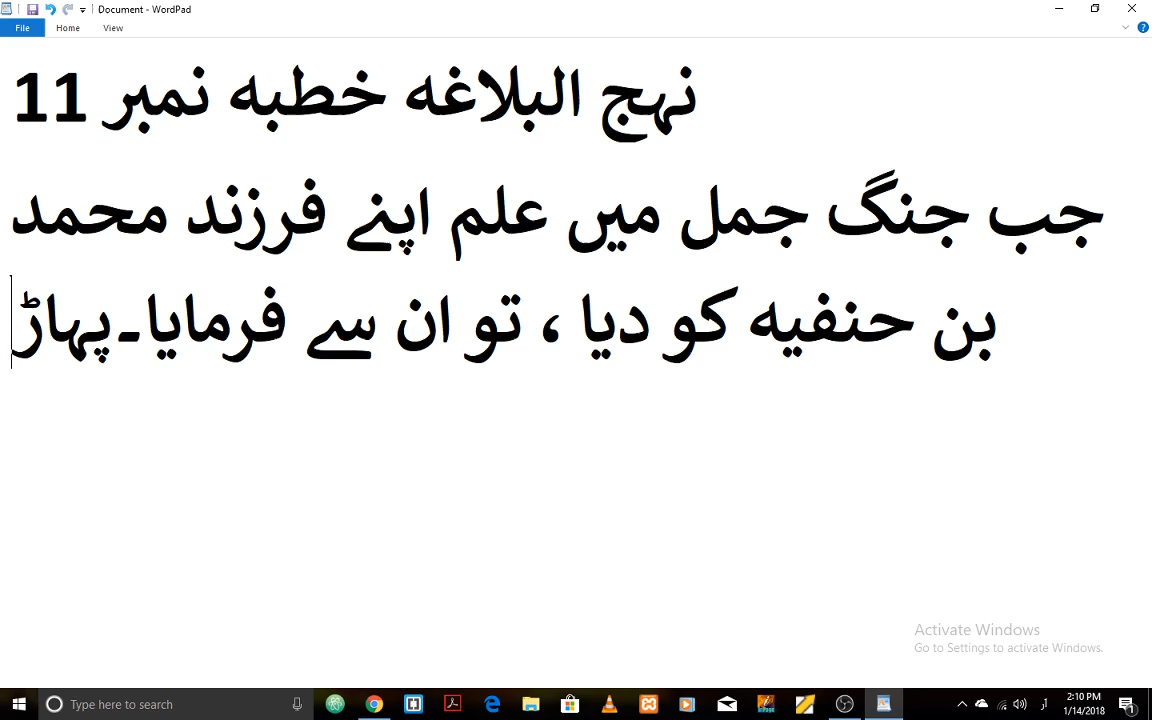 Document - WordPad
File Home View
نہج البلاغہ خطبہ نمبر 11
جب جنگ جمل میں علم اپنے فرزند محمد
بن حنفیہ کو دیا ، تو ان سے فرمایا۔پہاڑ
Activate Windows
Go to Settings to activate Windows.
Type here to search
2:10 PM
1/14/2018